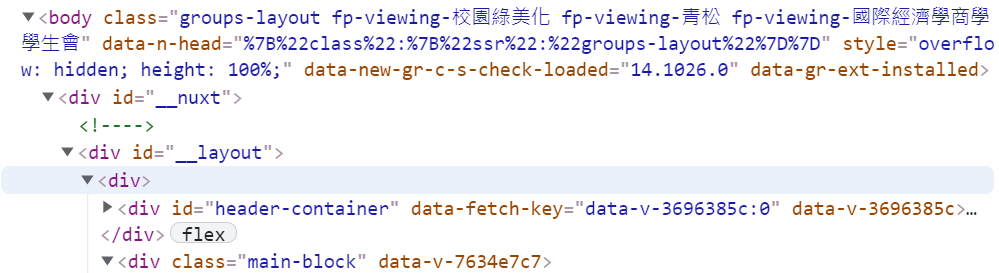 ▼<body class="groups-layout fp-viewing-校園綠美化 fp-viewing-青松 fp-viewing-國際經濟學商學
學生會" data-n-head="%7B%22class%22:%7B%22ssr%22:%22groups-layout%22%7D%7D" style="overflo
w: hidden; height: 100%;" data-new-gr-c-s-check-loaded="14.1026.0" data-gr-ext-installed>
▼<div id="__nuxt">
<!---->
▼<div id="__layout">
▼<div>
▶<div id="header-container" data-fetch-key="data-v-3696385c:0" data-v-3696385c>…
</div> flex
▼<div class="main-block" data-v-7634e7c7>